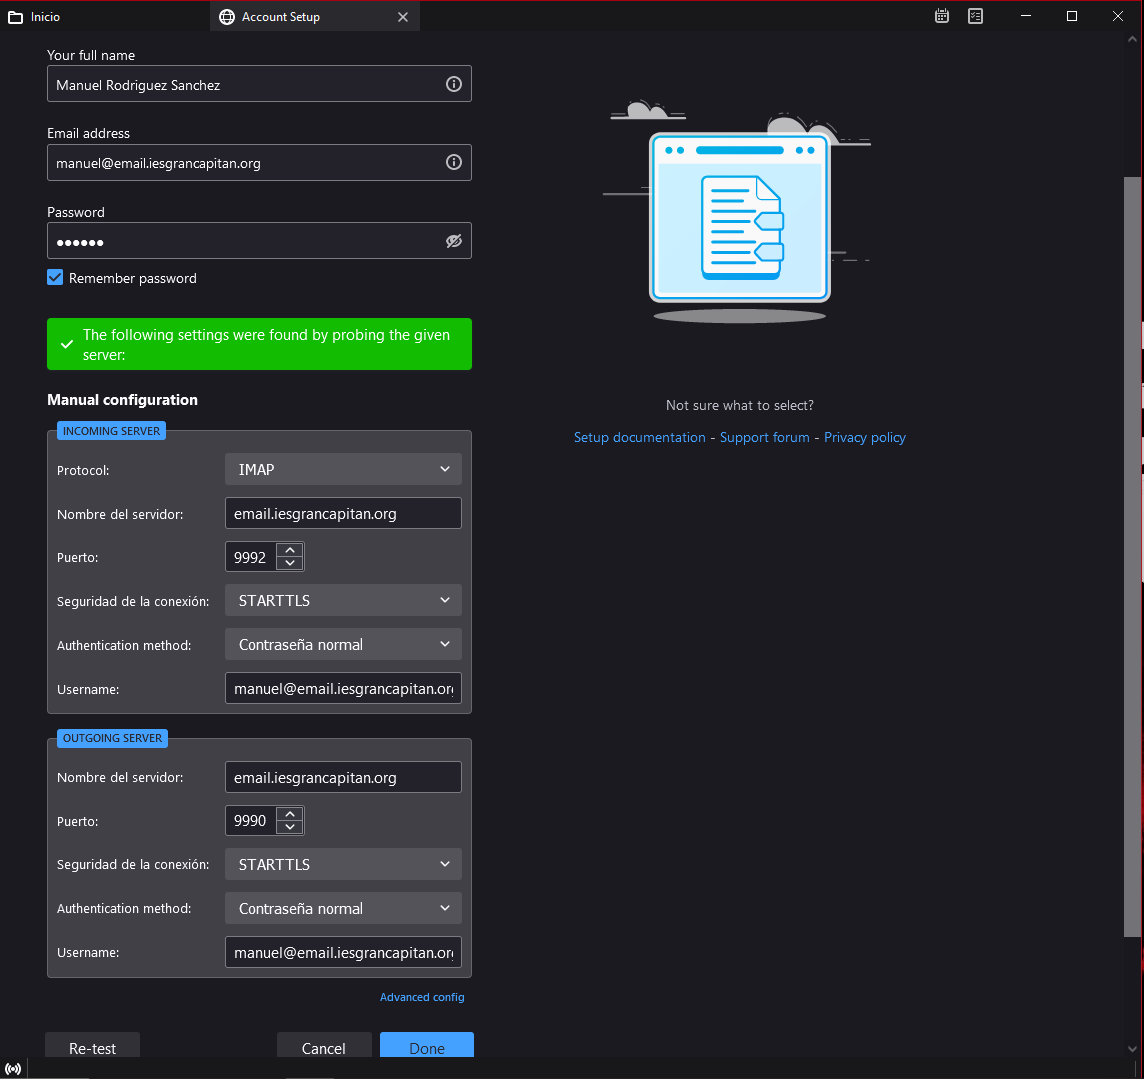 Inicio
Account Setup
Your full name
Manuel Rodriguez Sanchez
Email address
manuel@email.iesgrancapitan.org
Password
••••••
Remember password
The following settings were found by probing the given
server:
Manual configuration
INCOMING SERVER
Protocol: IMAP
Nombre del servidor: email.iesgrancapitan.org
Puerto: 9992
Seguridad de la conexión: STARTTLS
Authentication method: Contraseña normal
Username: manuel@email.iesgrancapitan.or
OUTGOING SERVER
Nombre del servidor: email.iesgrancapitan.org
Puerto: 9990
Seguridad de la conexión: STARTTLS
Authentication method: Contraseña normal
Username: manuel@email.iesgrancapitan.or
Advanced config
Re-test Cancel Done
Not sure what to select?
Setup documentation - Support forum - Privacy policy